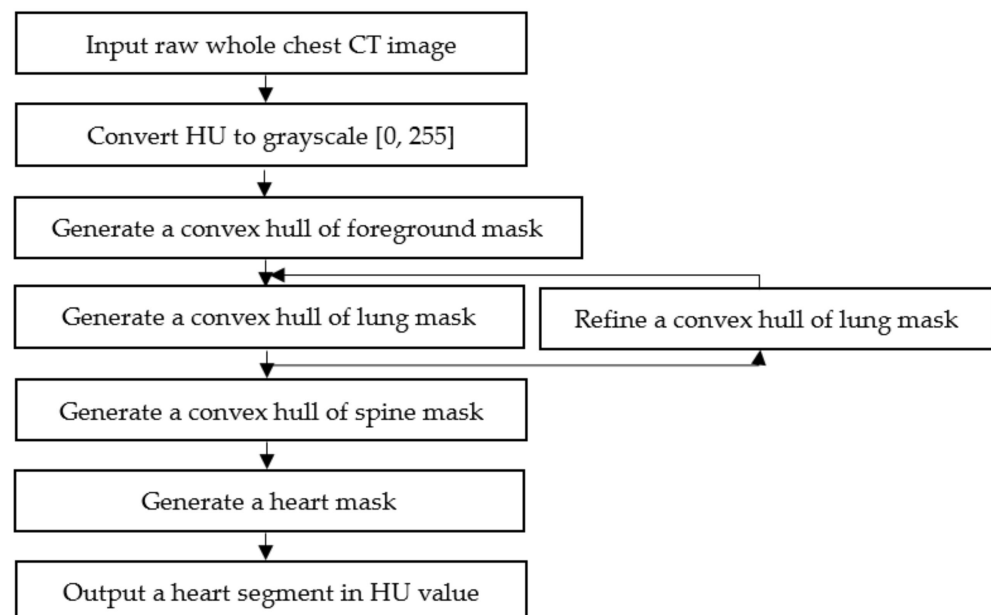 Input raw whole chest CT image
Convert HU to grayscale [0, 255]
Generate a convex hull of foreground mask
Generate a convex hull of lung mask
Refine a convex hull of lung mask
Generate a convex hull of spine mask
Generate a heart mask
Output a heart segment in HU value